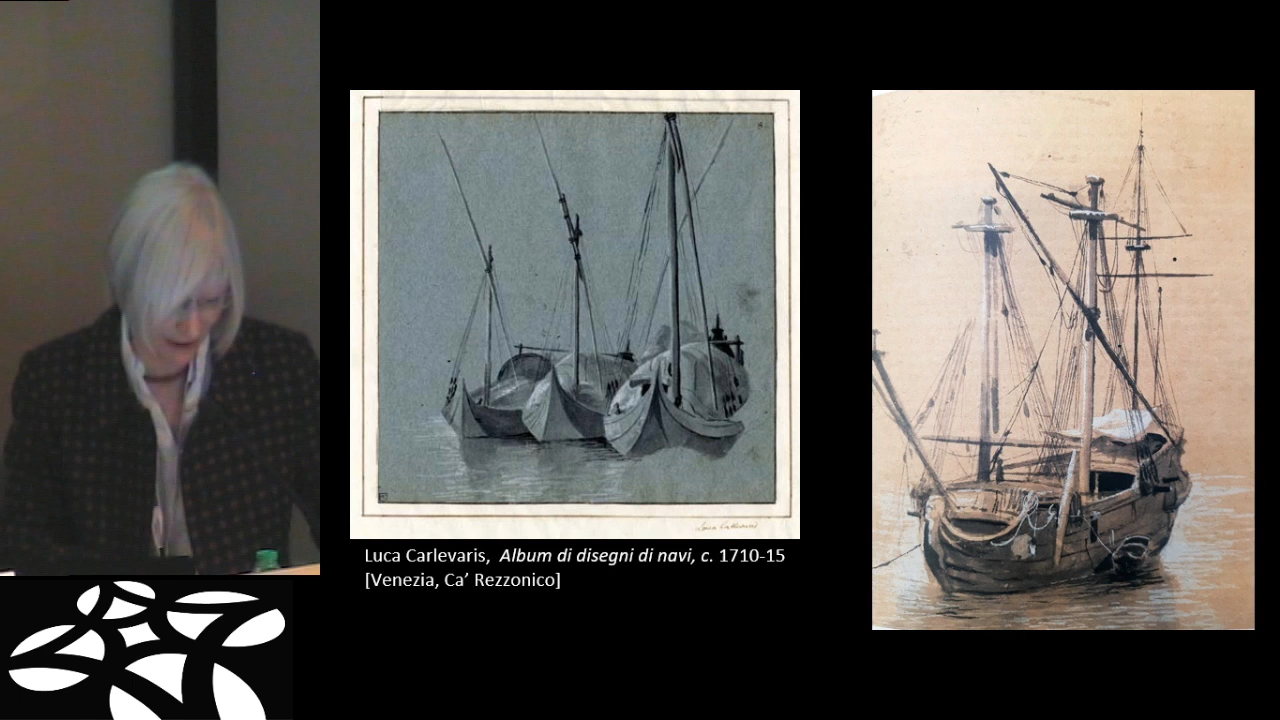 Luca Carlevaris, Album di disegni di navi, c. 1710-15
[Venezia, Ca’ Rezzonico]